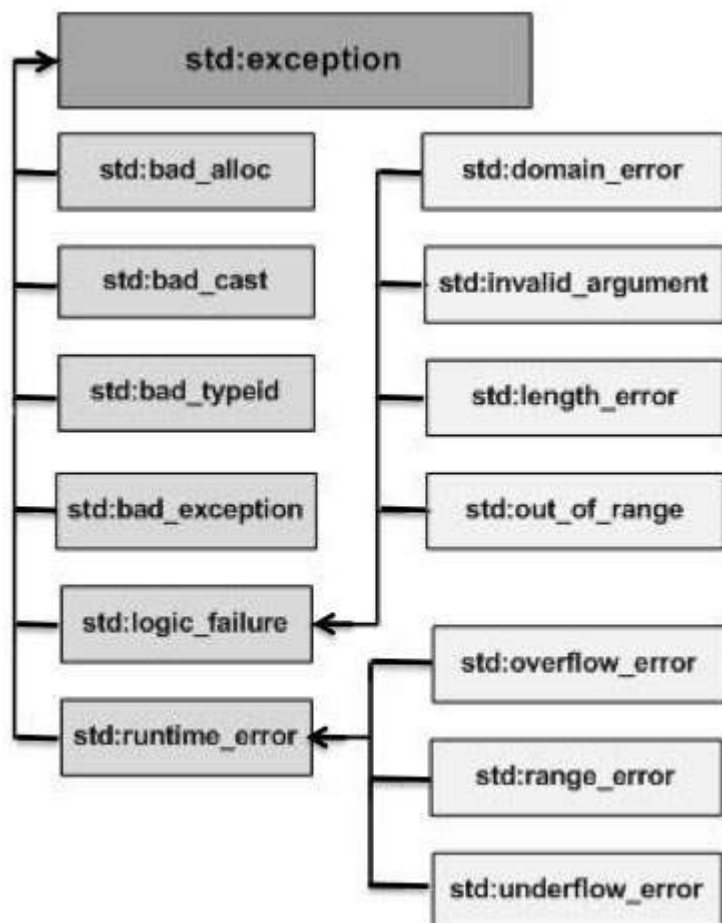 std:exception
std:bad_alloc
std:bad_cast
std:bad_typeid
std:bad_exception
std:logic_failure
std:runtime_error
std:domain_error
std:invalid_argument
std:length_error
std:out_of_range
std:overflow_error
std:range_error
std:underflow_error